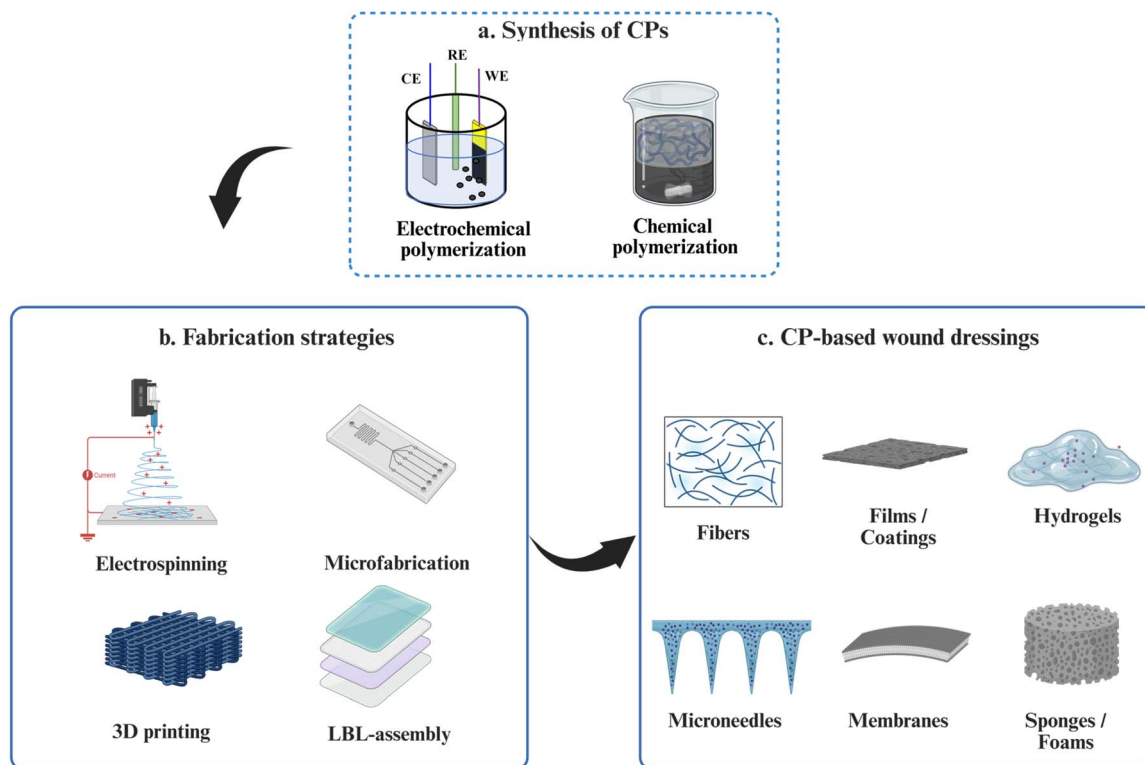 a. Synthesis of CPs
RE
CE
WE
Electrochemical
polymerization
Chemical
polymerization
b. Fabrication strategies
Current
Electrospinning
Microfabrication
3D printing
LBL-assembly
c. CP-based wound dressings
Fibers
Films /
Coatings
Hydrogels
Microneedles
Membranes
Sponges /
Foams